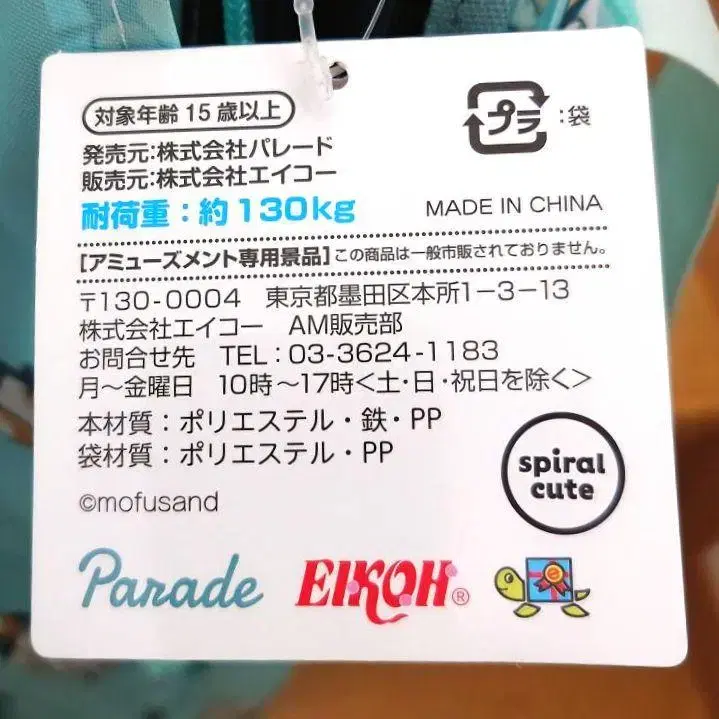 対象年齢15歳以上
プラ:袋
発売元:株式会社パレード
販売元:株式会社エイコー
耐荷重:約130kg
MADE IN CHINA
[アミューズメント専用景品]この商品は一般市販されておりません。
〒130-0004 東京都墨田区本所1-3-13
株式会社エイコー AM販売部
お問合せ先 TEL:03-3624-1183
月～金曜日 10時～17時<土・日・祝日を除く>
本材質:ポリエステル・鉄・PP
袋材質:ポリエステル・PP
spiral
cute
©mofusand
Parade
EIKOH®